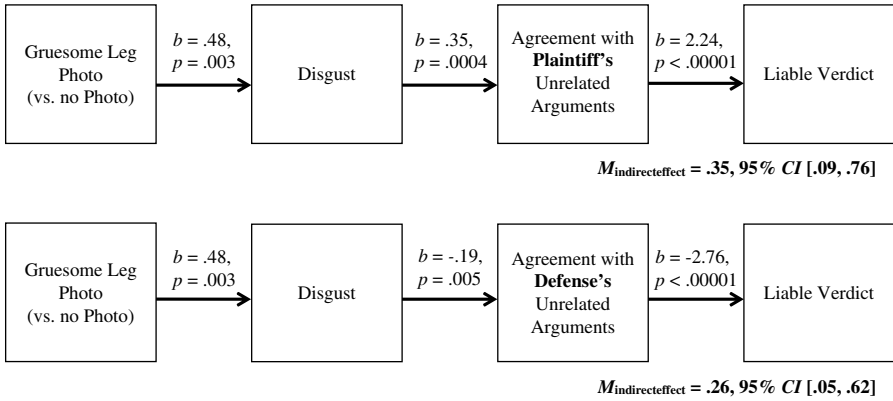 Gruesome Leg
Photo
(vs. no Photo)
b = .48,
p = .003
Disgust
b = .35,
p = .0004
Agreement with
Plaintiff’s
Unrelated
Arguments
b = 2.24,
p < .00001
Liable Verdict
Mindirecteffect = .35, 95% CI [.09, .76]
Gruesome Leg
Photo
(vs. no Photo)
b = .48,
p = .003
Disgust
b = -.19,
p = .005
Agreement with
Defense’s
Unrelated
Arguments
b = -2.76,
p < .00001
Liable Verdict
Mindirecteffect = .26, 95% CI [.05, .62]